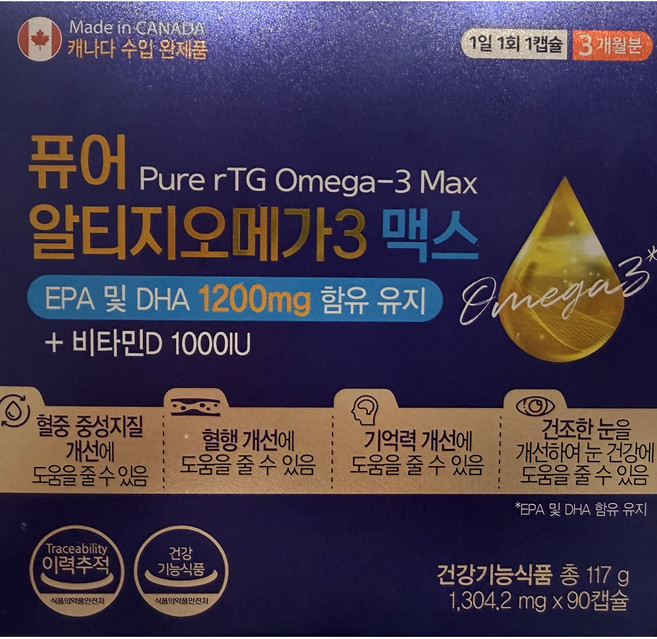 Made in CANADA
캐나다 수입 완제품
1일 1회 1캡슐 3개월분
퓨어 Pure rTG Omega-3 Max
알티지오메가3 맥스
EPA 및 DHA 1200mg 함유 유지
+ 비타민D 1000IU
Omega3*
혈중 중성지질
개선에
도움을 줄 수 있음
혈행 개선에
도움을 줄 수 있음
기억력 개선에
도움을 줄 수 있음
건조한 눈을
개선하여 눈 건강에
도움을 줄 수 있음
*EPA 및 DHA 함유 유지
Traceability
이력추적
식품의약품안전처
건강
기능식품
식품의약품안전처
건강기능식품 총 117 g
1,304.2 mg x 90캡슐